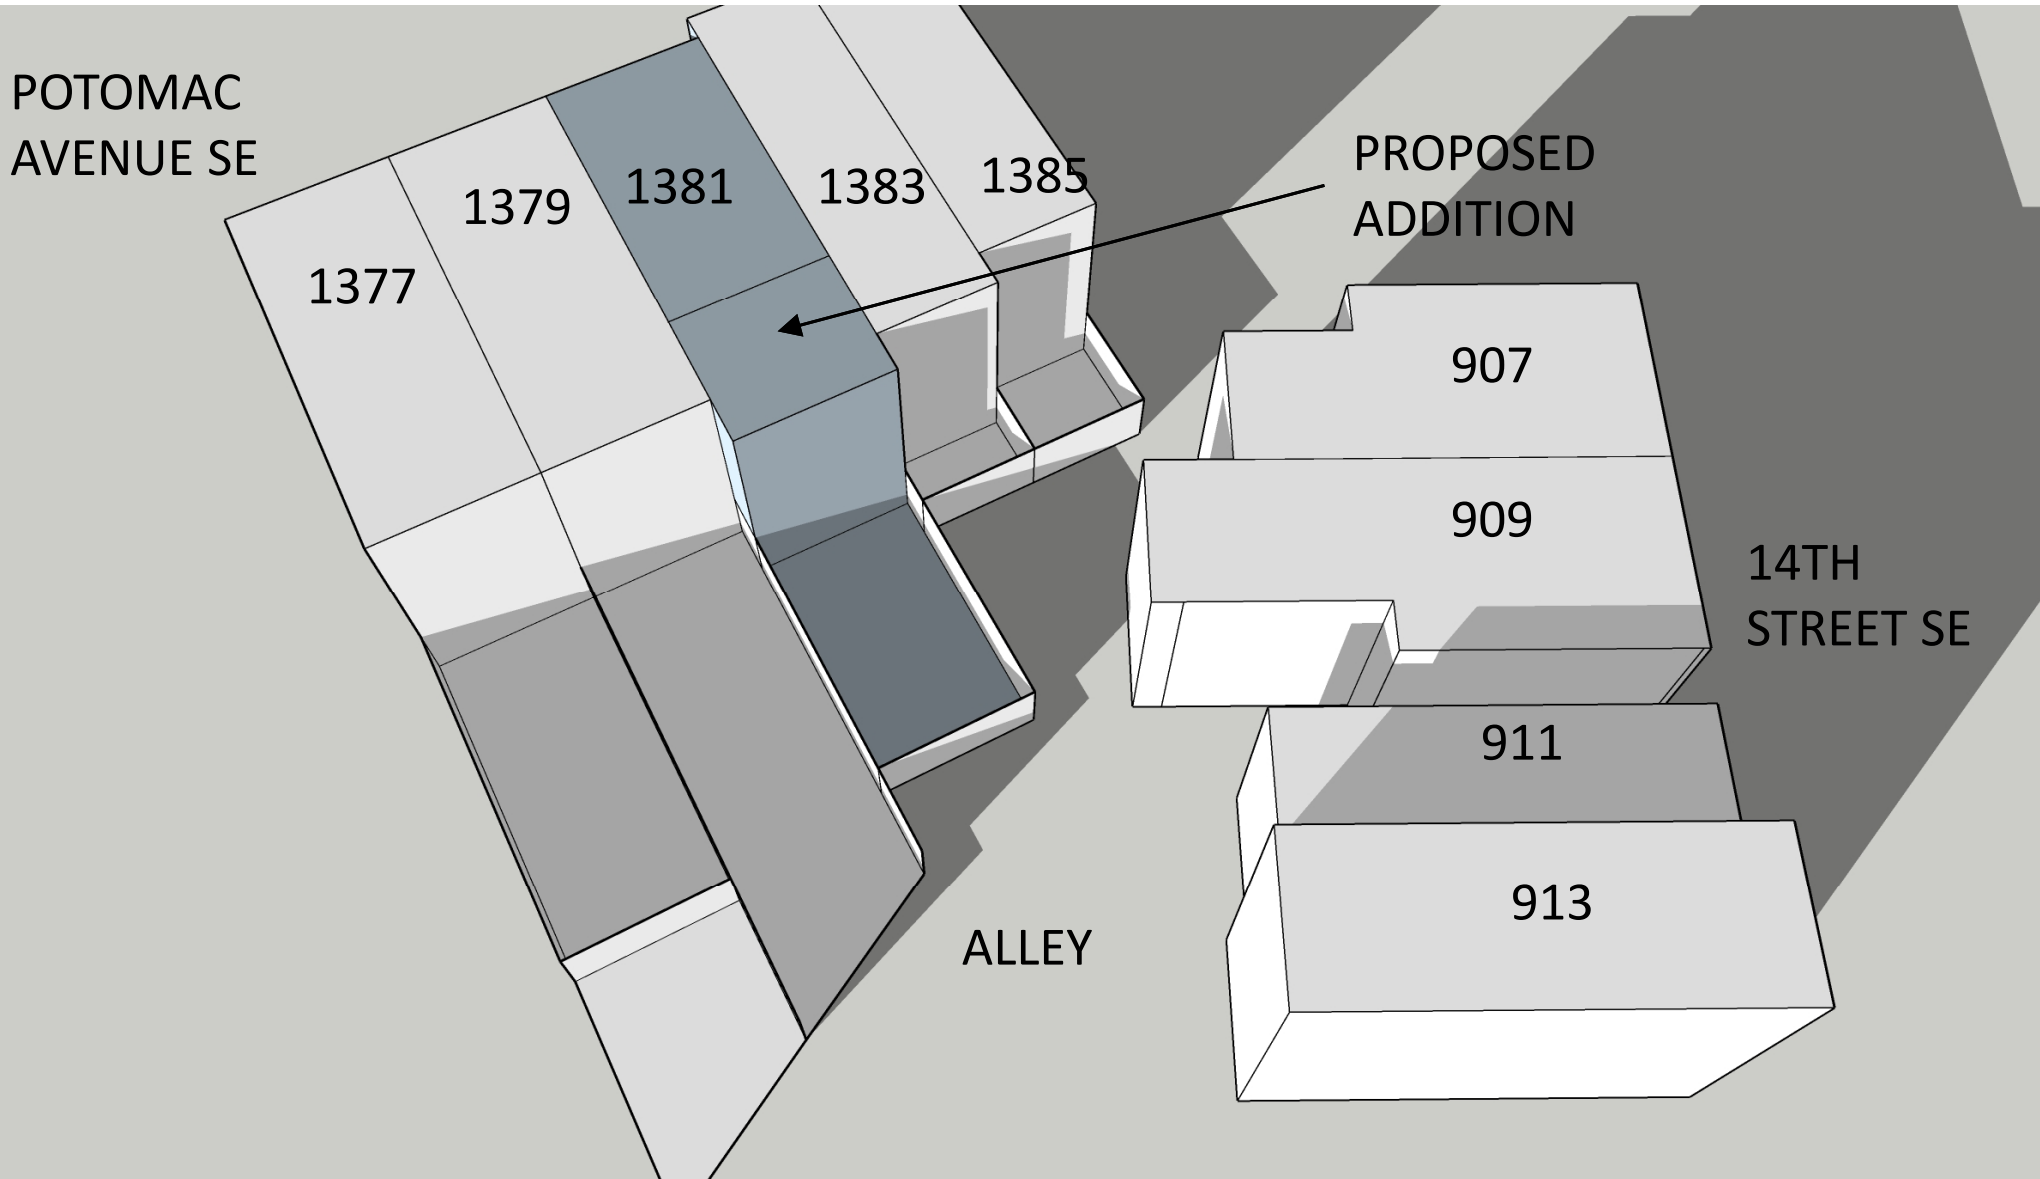 POTOMAC
AVENUE SE
1377
1379
1381
1383
1385
PROPOSED
ADDITION
907
909
14TH
STREET SE
911
913
ALLEY